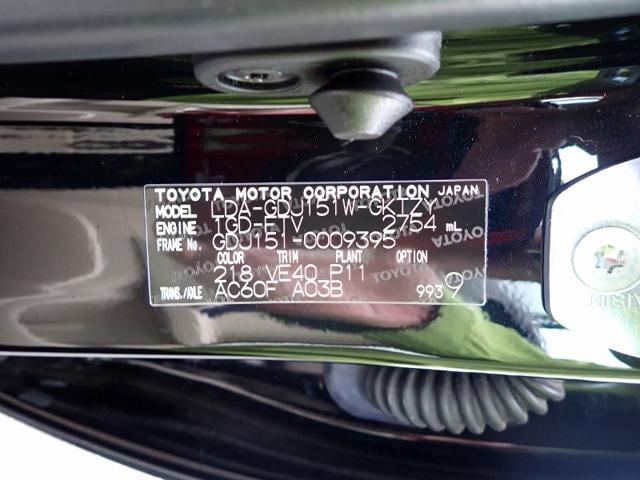 TOYOTA MOTOR CORPORATION JAPAN
MODEL LDA-GDJ151W-GKTZY
ENGINE 1GD-FTV 2754 mL
FRAME No. GDJ151-0009395
COLOR TRIM PLANT OPTION
218 VE40 P11
TRANS./AXLE AC60F A03B 993